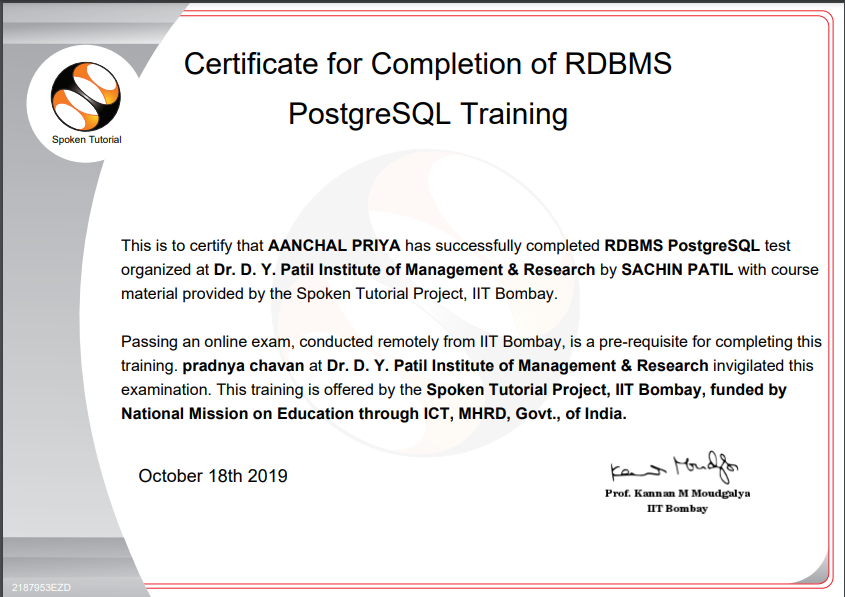 Certificate for Completion of RDBMS
PostgreSQL Training
Spoken Tutorial
This is to certify that AANCHAL PRIYA has successfully completed RDBMS PostgreSQL test
organized at Dr. D. Y. Patil Institute of Management & Research by SACHIN PATIL with course
material provided by the Spoken Tutorial Project, IIT Bombay.
Passing an online exam, conducted remotely from IIT Bombay, is a pre-requisite for completing this
training. pradnya chavan at Dr. D. Y. Patil Institute of Management & Research invigilated this
examination. This training is offered by the Spoken Tutorial Project, IIT Bombay, funded by
National Mission on Education through ICT, MHRD, Govt., of India.
October 18th 2019
Prof. Kannan M Moudgalya
IIT Bombay
2187953EZD